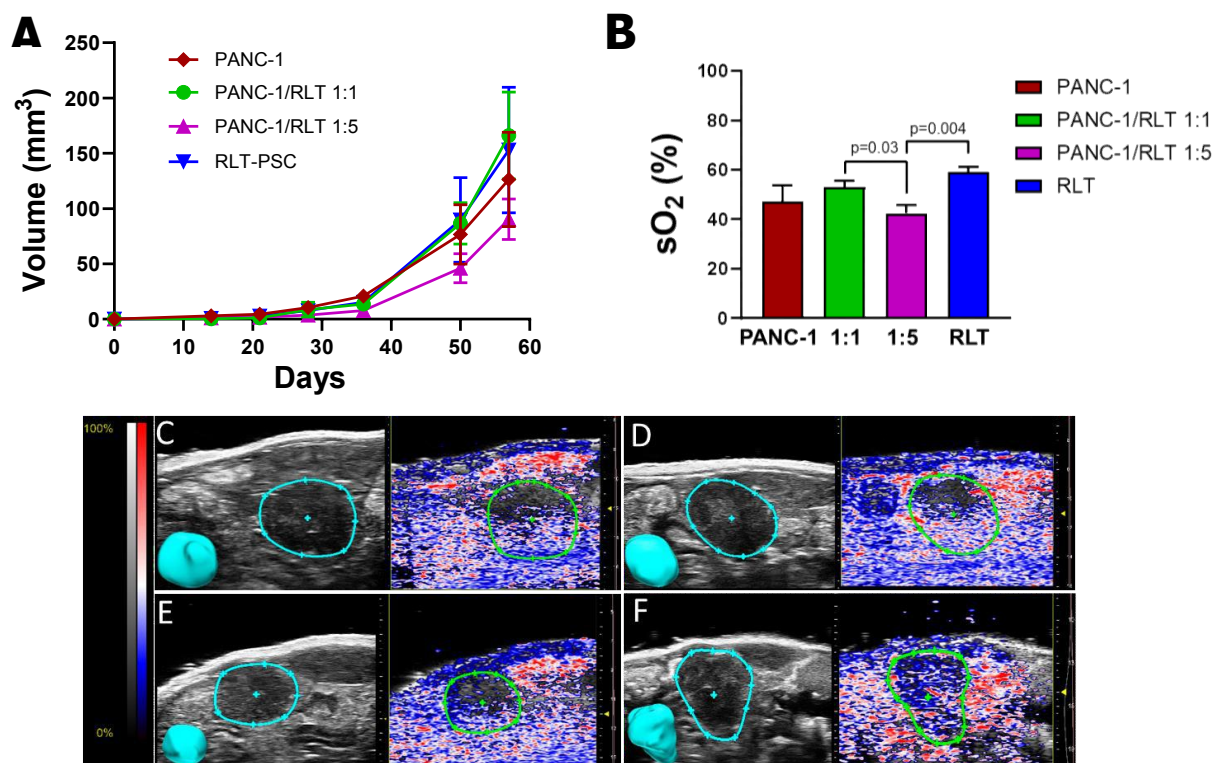 A
B
Volume (mm³)
250
200
150
100
50
0
0 10 20 30 40 50 60
Days
PANC-1
PANC-1/RLT 1:1
PANC-1/RLT 1:5
RLT-PSC
sO₂ (%)
100
80
60
40
20
0
p=0.03
p=0.004
PANC-1 1:1 1:5 RLT
PANC-1
PANC-1/RLT 1:1
PANC-1/RLT 1:5
RLT
100%
0%
C
D
E
F